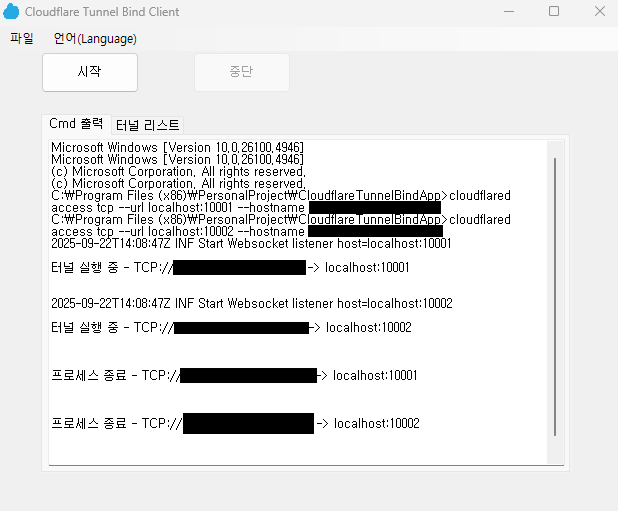 Cloudflare Tunnel Bind Client
파일 언어(Language)
시작 중단
Cmd 출력 터널 리스트
Microsoft Windows [Version 10.0.26100.4946]
Microsoft Windows [Version 10.0.26100.4946]
(c) Microsoft Corporation. All rights reserved.
(c) Microsoft Corporation. All rights reserved.
C:₩Program Files (x86)₩PersonalProject₩CloudflareTunnelBindApp>cloudflared
access tcp --url localhost:10001 --hostname
C:₩Program Files (x86)₩PersonalProject₩CloudflareTunnelBindApp>cloudflared
access tcp --url localhost:10002 --hostname
2025-09-22T14:08:47Z INF Start Websocket listener host=localhost:10001
터널 실행 중 - TCP:// -> localhost:10001
2025-09-22T14:08:47Z INF Start Websocket listener host=localhost:10002
터널 실행 중 - TCP:// -> localhost:10002
프로세스 종료 - TCP:// -> localhost:10001
프로세스 종료 - TCP:// -> localhost:10002